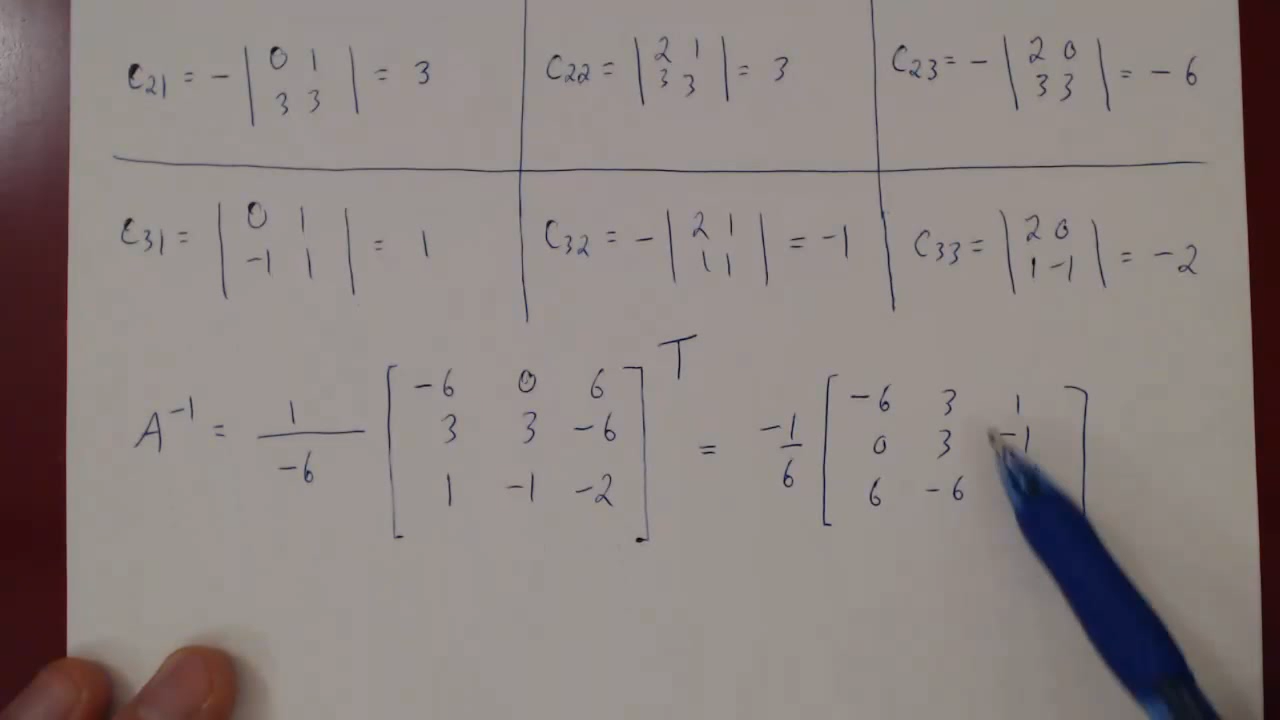 C21 = - | 0 1 | = 3
3 3
C22 = | 2 1 | = 3
3 3
C23 = - | 2 0 | = - 6
3 3
C31 = | 0 1 | = 1
-1 1
C32 = - | 2 1 | = -1
1 1
C33 = | 2 0 | = -2
1 -1
A^-1 = 1/-6 [ -6 0 6 ]^T = -1/6 [ -6 3 1 ]
3 3 -6 0 3 -1
1 -1 -2 6 -6